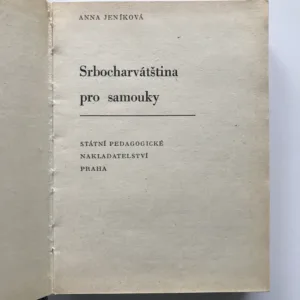 ANNA JENÍKOVÁ
Srbocharvátština
pro samouky
STÁTNÍ PEDAGOGICKÉ
NAKLADATELSTVÍ
PRAHA